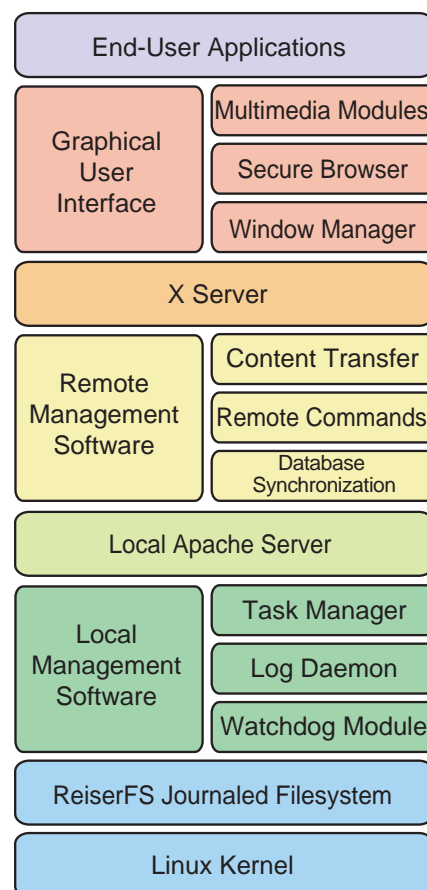 End-User Applications
Graphical
User
Interface
Multimedia Modules
Secure Browser
Window Manager
X Server
Remote
Management
Software
Content Transfer
Remote Commands
Database
Synchronization
Local Apache Server
Local
Management
Software
Task Manager
Log Daemon
Watchdog Module
ReiserFS Journaled Filesystem
Linux Kernel